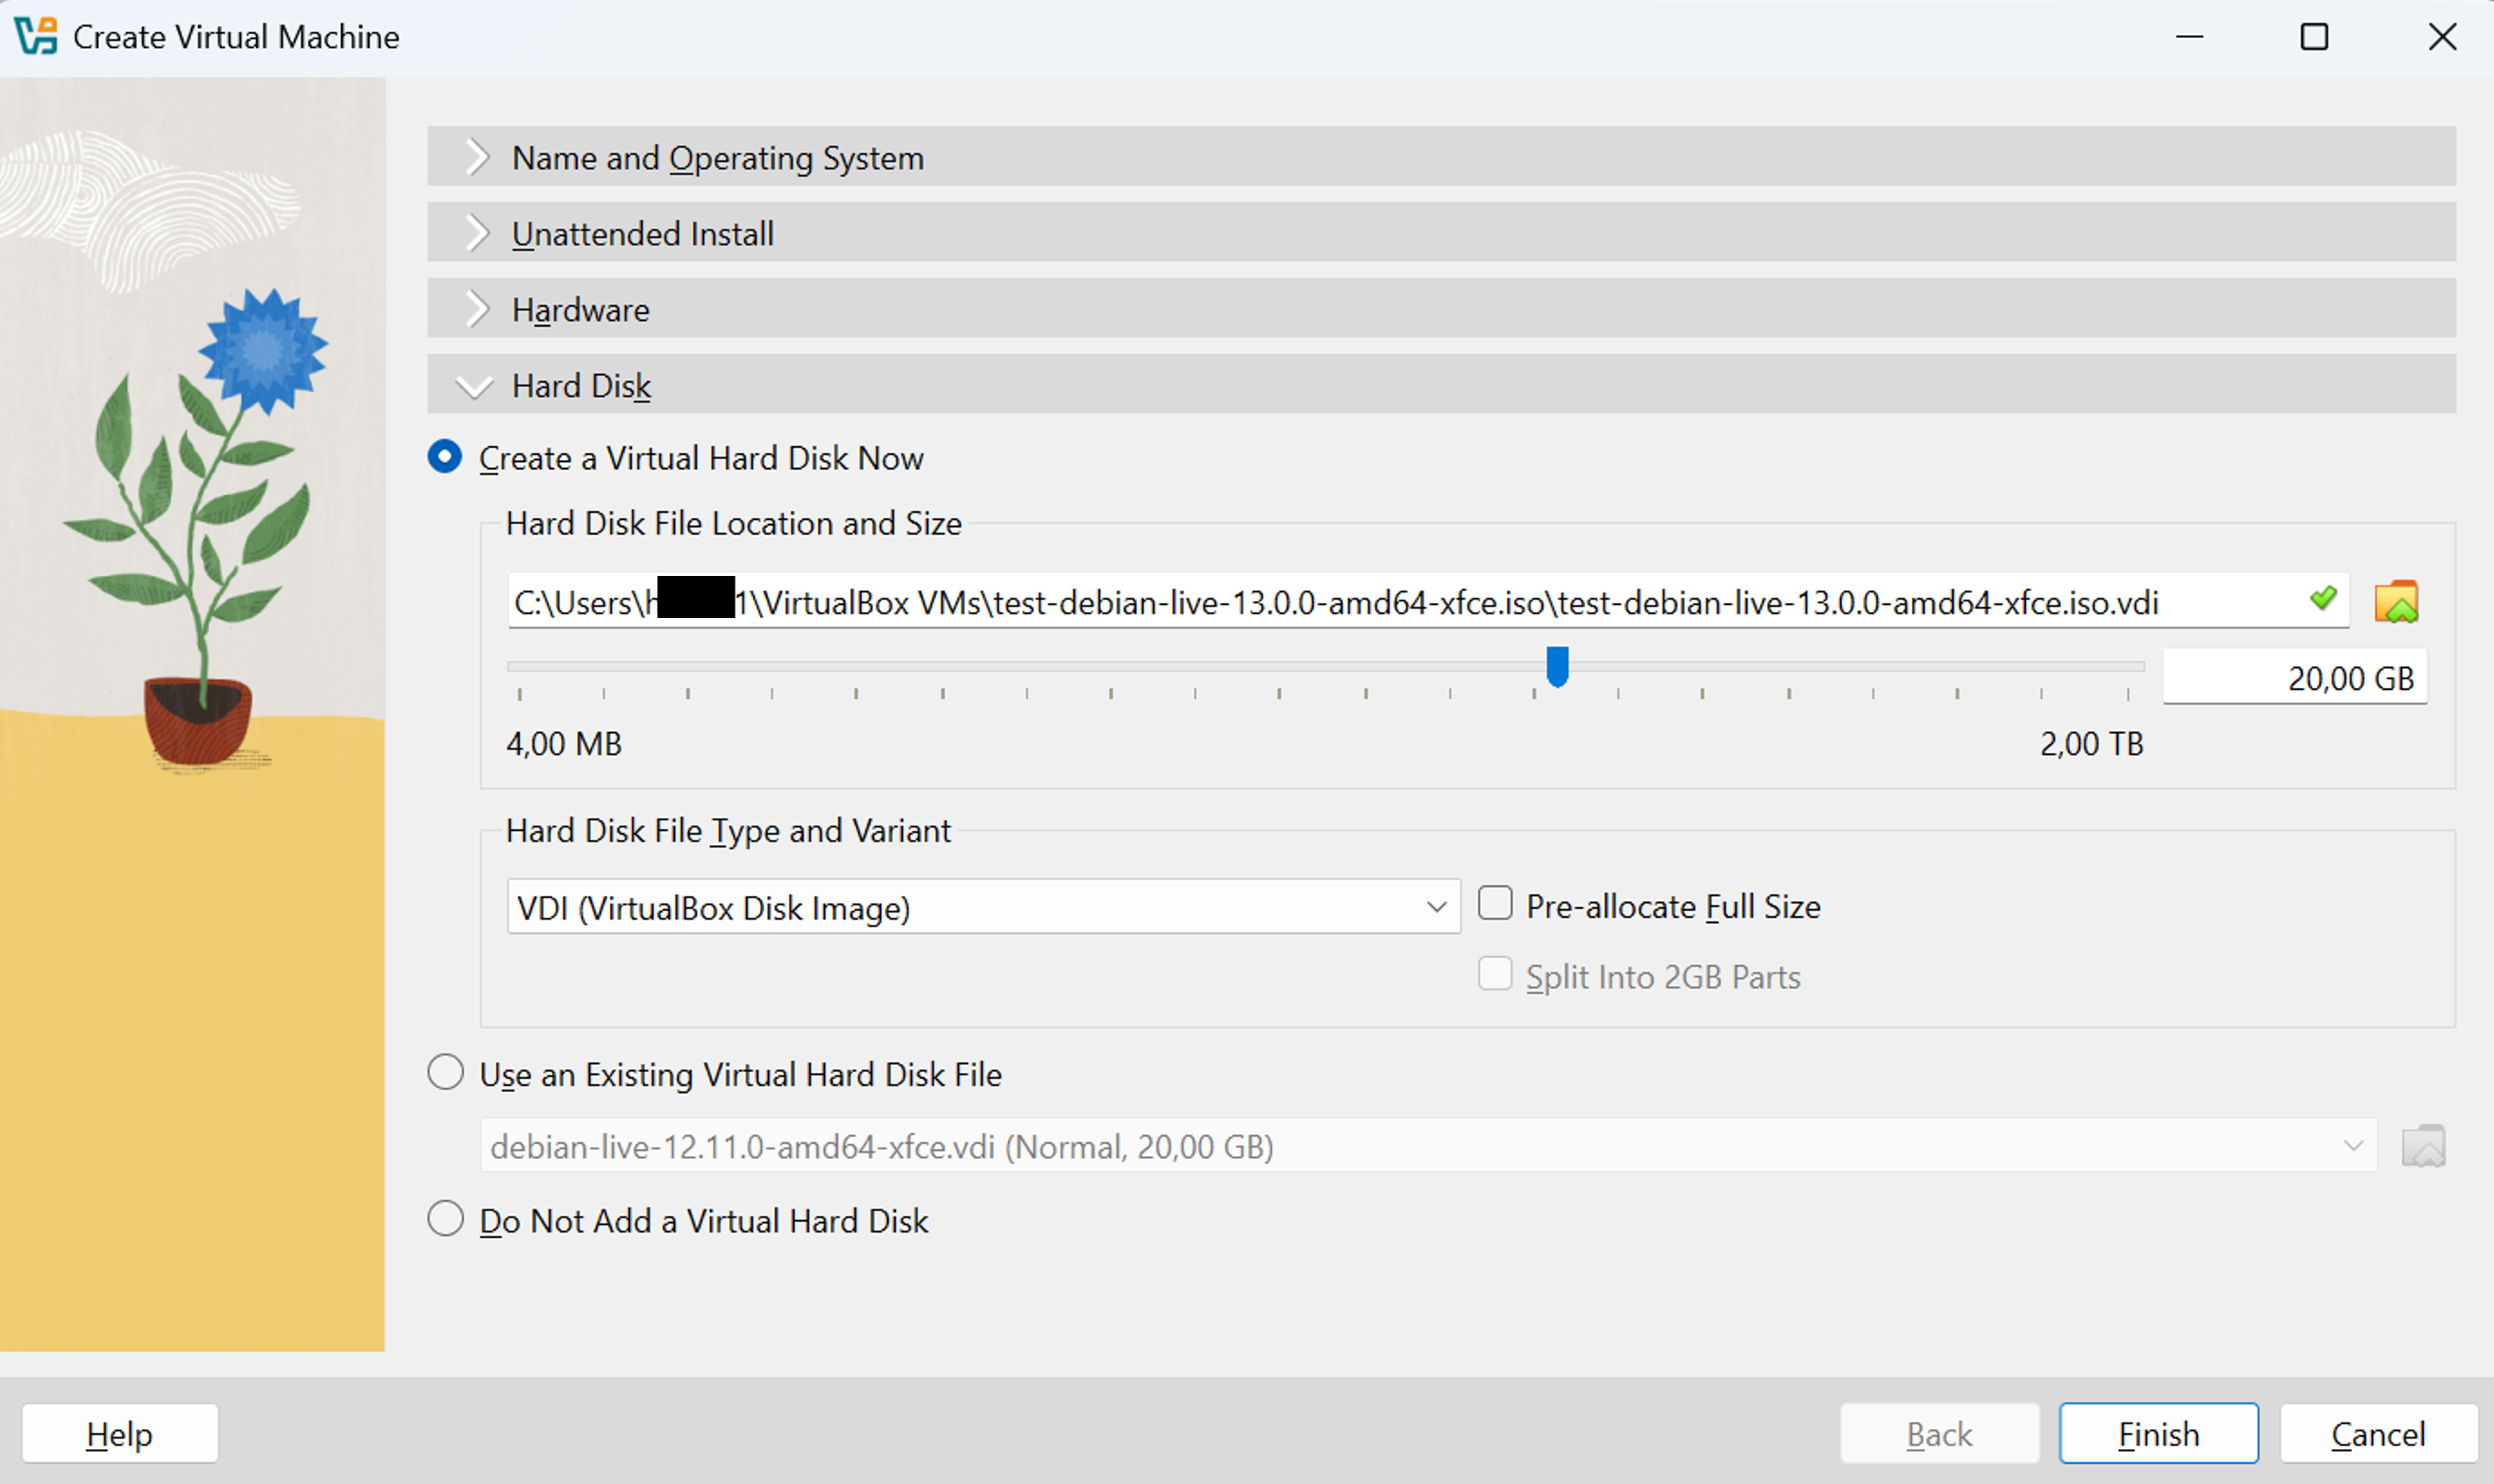 Create Virtual Machine
Name and Operating System
Unattended Install
Hardware
Hard Disk
Create a Virtual Hard Disk Now
Hard Disk File Location and Size
C:\Users\h 1\VirtualBox VMs\test-debian-live-13.0.0-amd64-xfce.iso\test-debian-live-13.0.0-amd64-xfce.iso.vdi
20,00 GB
4,00 MB 2,00 TB
Hard Disk File Type and Variant
VDI (VirtualBox Disk Image) Pre-allocate Full Size
Split Into 2GB Parts
Use an Existing Virtual Hard Disk File
debian-live-12.11.0-amd64-xfce.vdi (Normal, 20,00 GB)
Do Not Add a Virtual Hard Disk
Help Back Finish Cancel